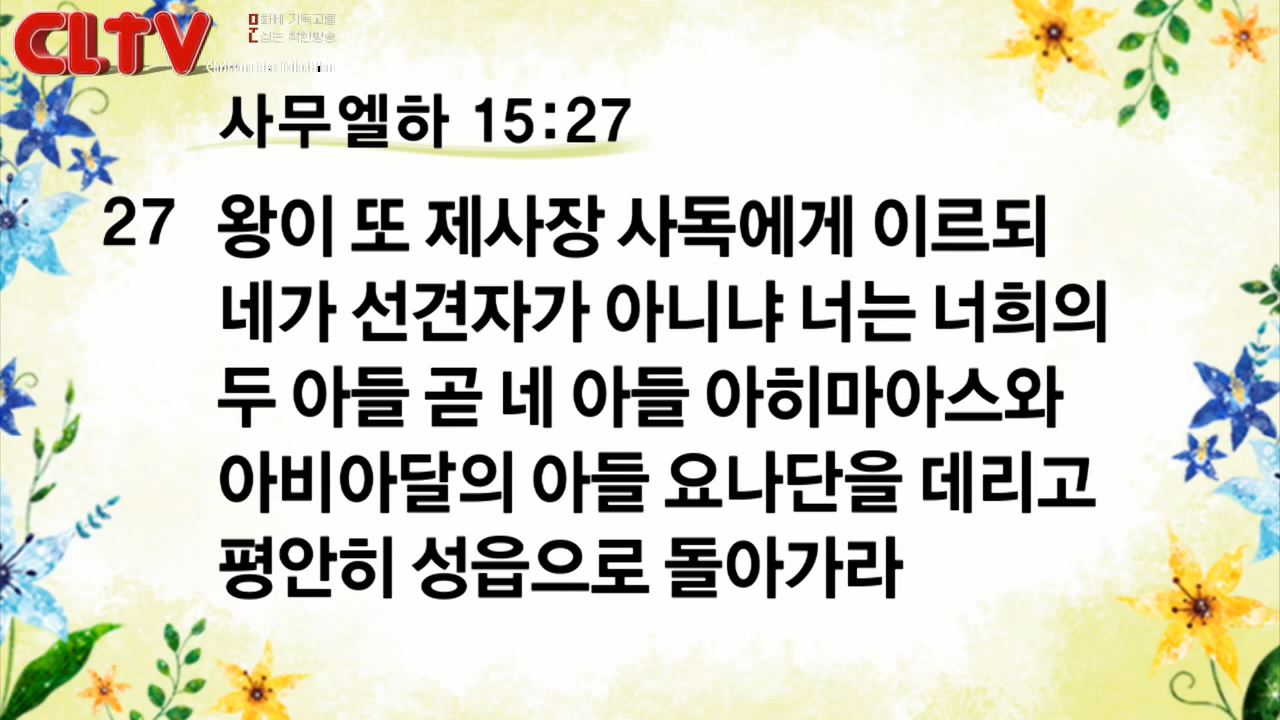 CLTV
사무엘하 15:27
27 왕이 또 제사장 사독에게 이르되
네가 선견자가 아니냐 너는 너희의
두 아들 곧 네 아들 아히마아스와
아비아달의 아들 요나단을 데리고
평안히 성읍으로 돌아가라